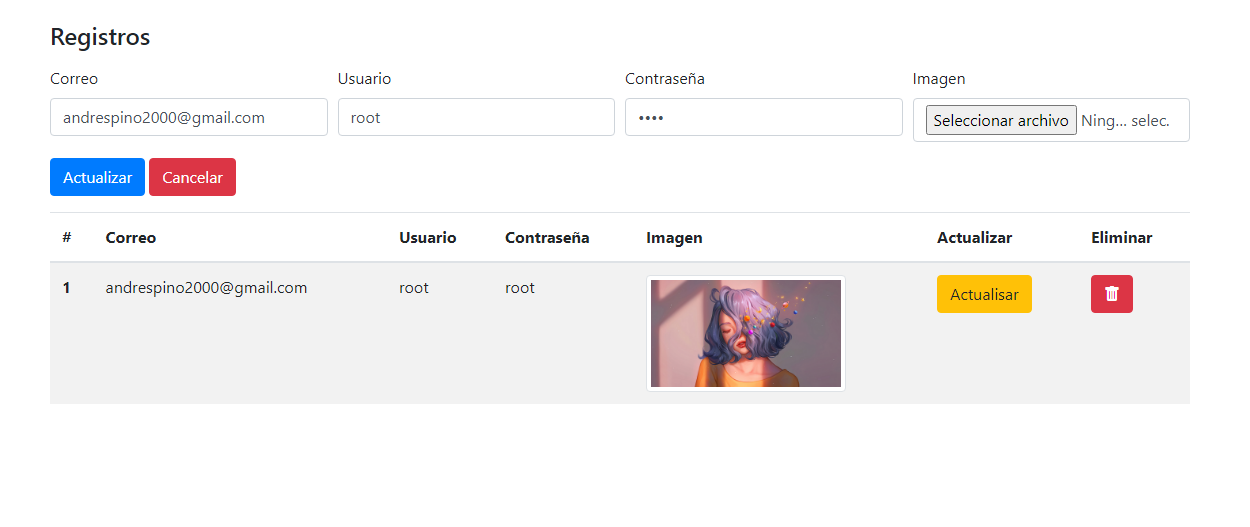 Registros
Correo Usuario Contraseña Imagen
andrespino2000@gmail.com root •••• Seleccionar archivo Ning... selec.
Actualizar Cancelar
# Correo Usuario Contraseña Imagen Actualizar Eliminar
1 andrespino2000@gmail.com root root Actualisar